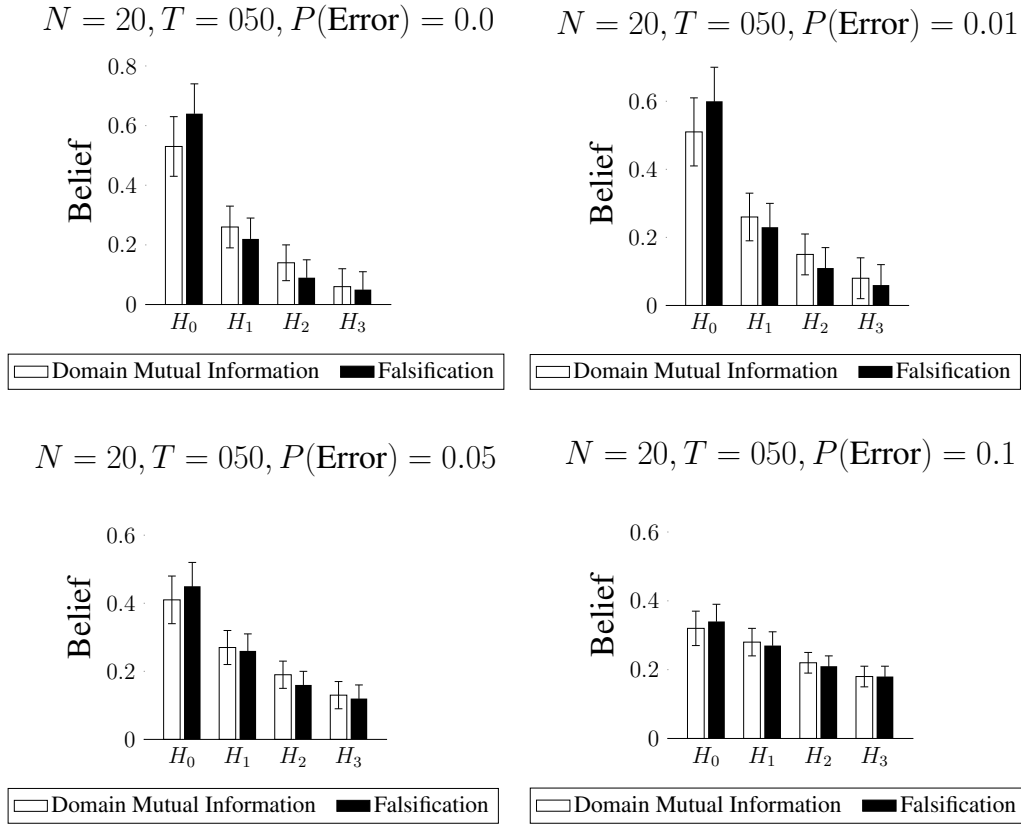 N = 20, T = 050, P(Error) = 0.0
Belief
0.8
0.6
0.4
0.2
0
H₀ H₁ H₂ H₃
Domain Mutual Information Falsification
N = 20, T = 050, P(Error) = 0.01
Belief
0.6
0.4
0.2
0
H₀ H₁ H₂ H₃
Domain Mutual Information Falsification
N = 20, T = 050, P(Error) = 0.05
Belief
0.6
0.4
0.2
0
H₀ H₁ H₂ H₃
Domain Mutual Information Falsification
N = 20, T = 050, P(Error) = 0.1
Belief
0.6
0.4
0.2
0
H₀ H₁ H₂ H₃
Domain Mutual Information Falsification